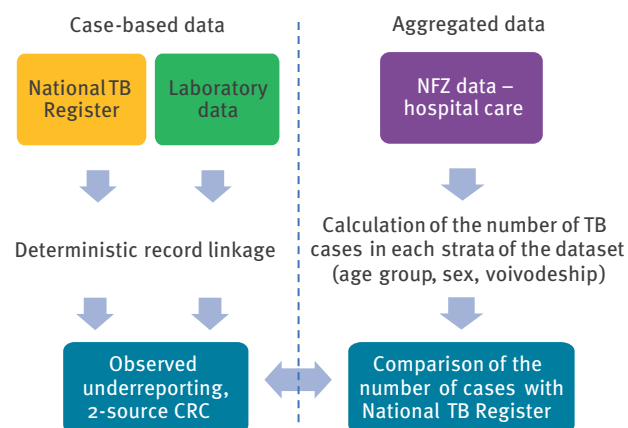 Case-based data
National TB
Register
Laboratory
data
Deterministic record linkage
Observed
underreporting,
2-source CRC
Aggregated data
NFZ data –
hospital care
Calculation of the number of TB
cases in each strata of the dataset
(age group, sex, voivodeship)
Comparison of the
number of cases with
National TB Register